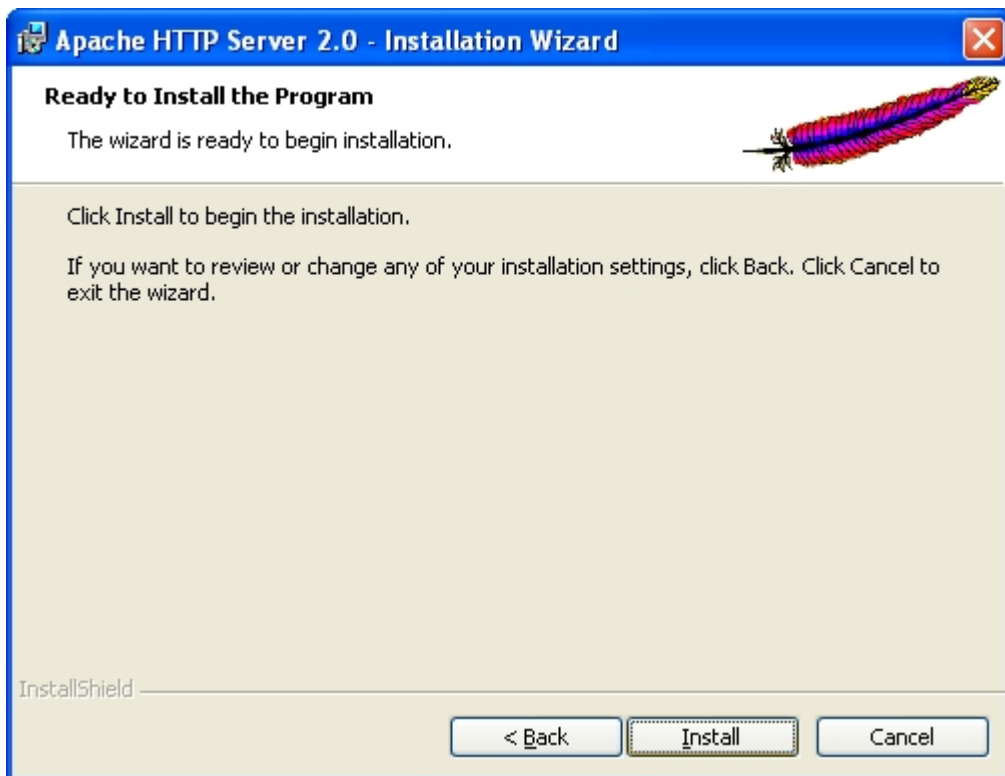 Apache HTTP Server 2.0 - Installation Wizard
Ready to Install the Program
The wizard is ready to begin installation.
Click Install to begin the installation.
If you want to review or change any of your installation settings, click Back. Click Cancel to
exit the wizard.
InstallShield
< Back
Install
Cancel